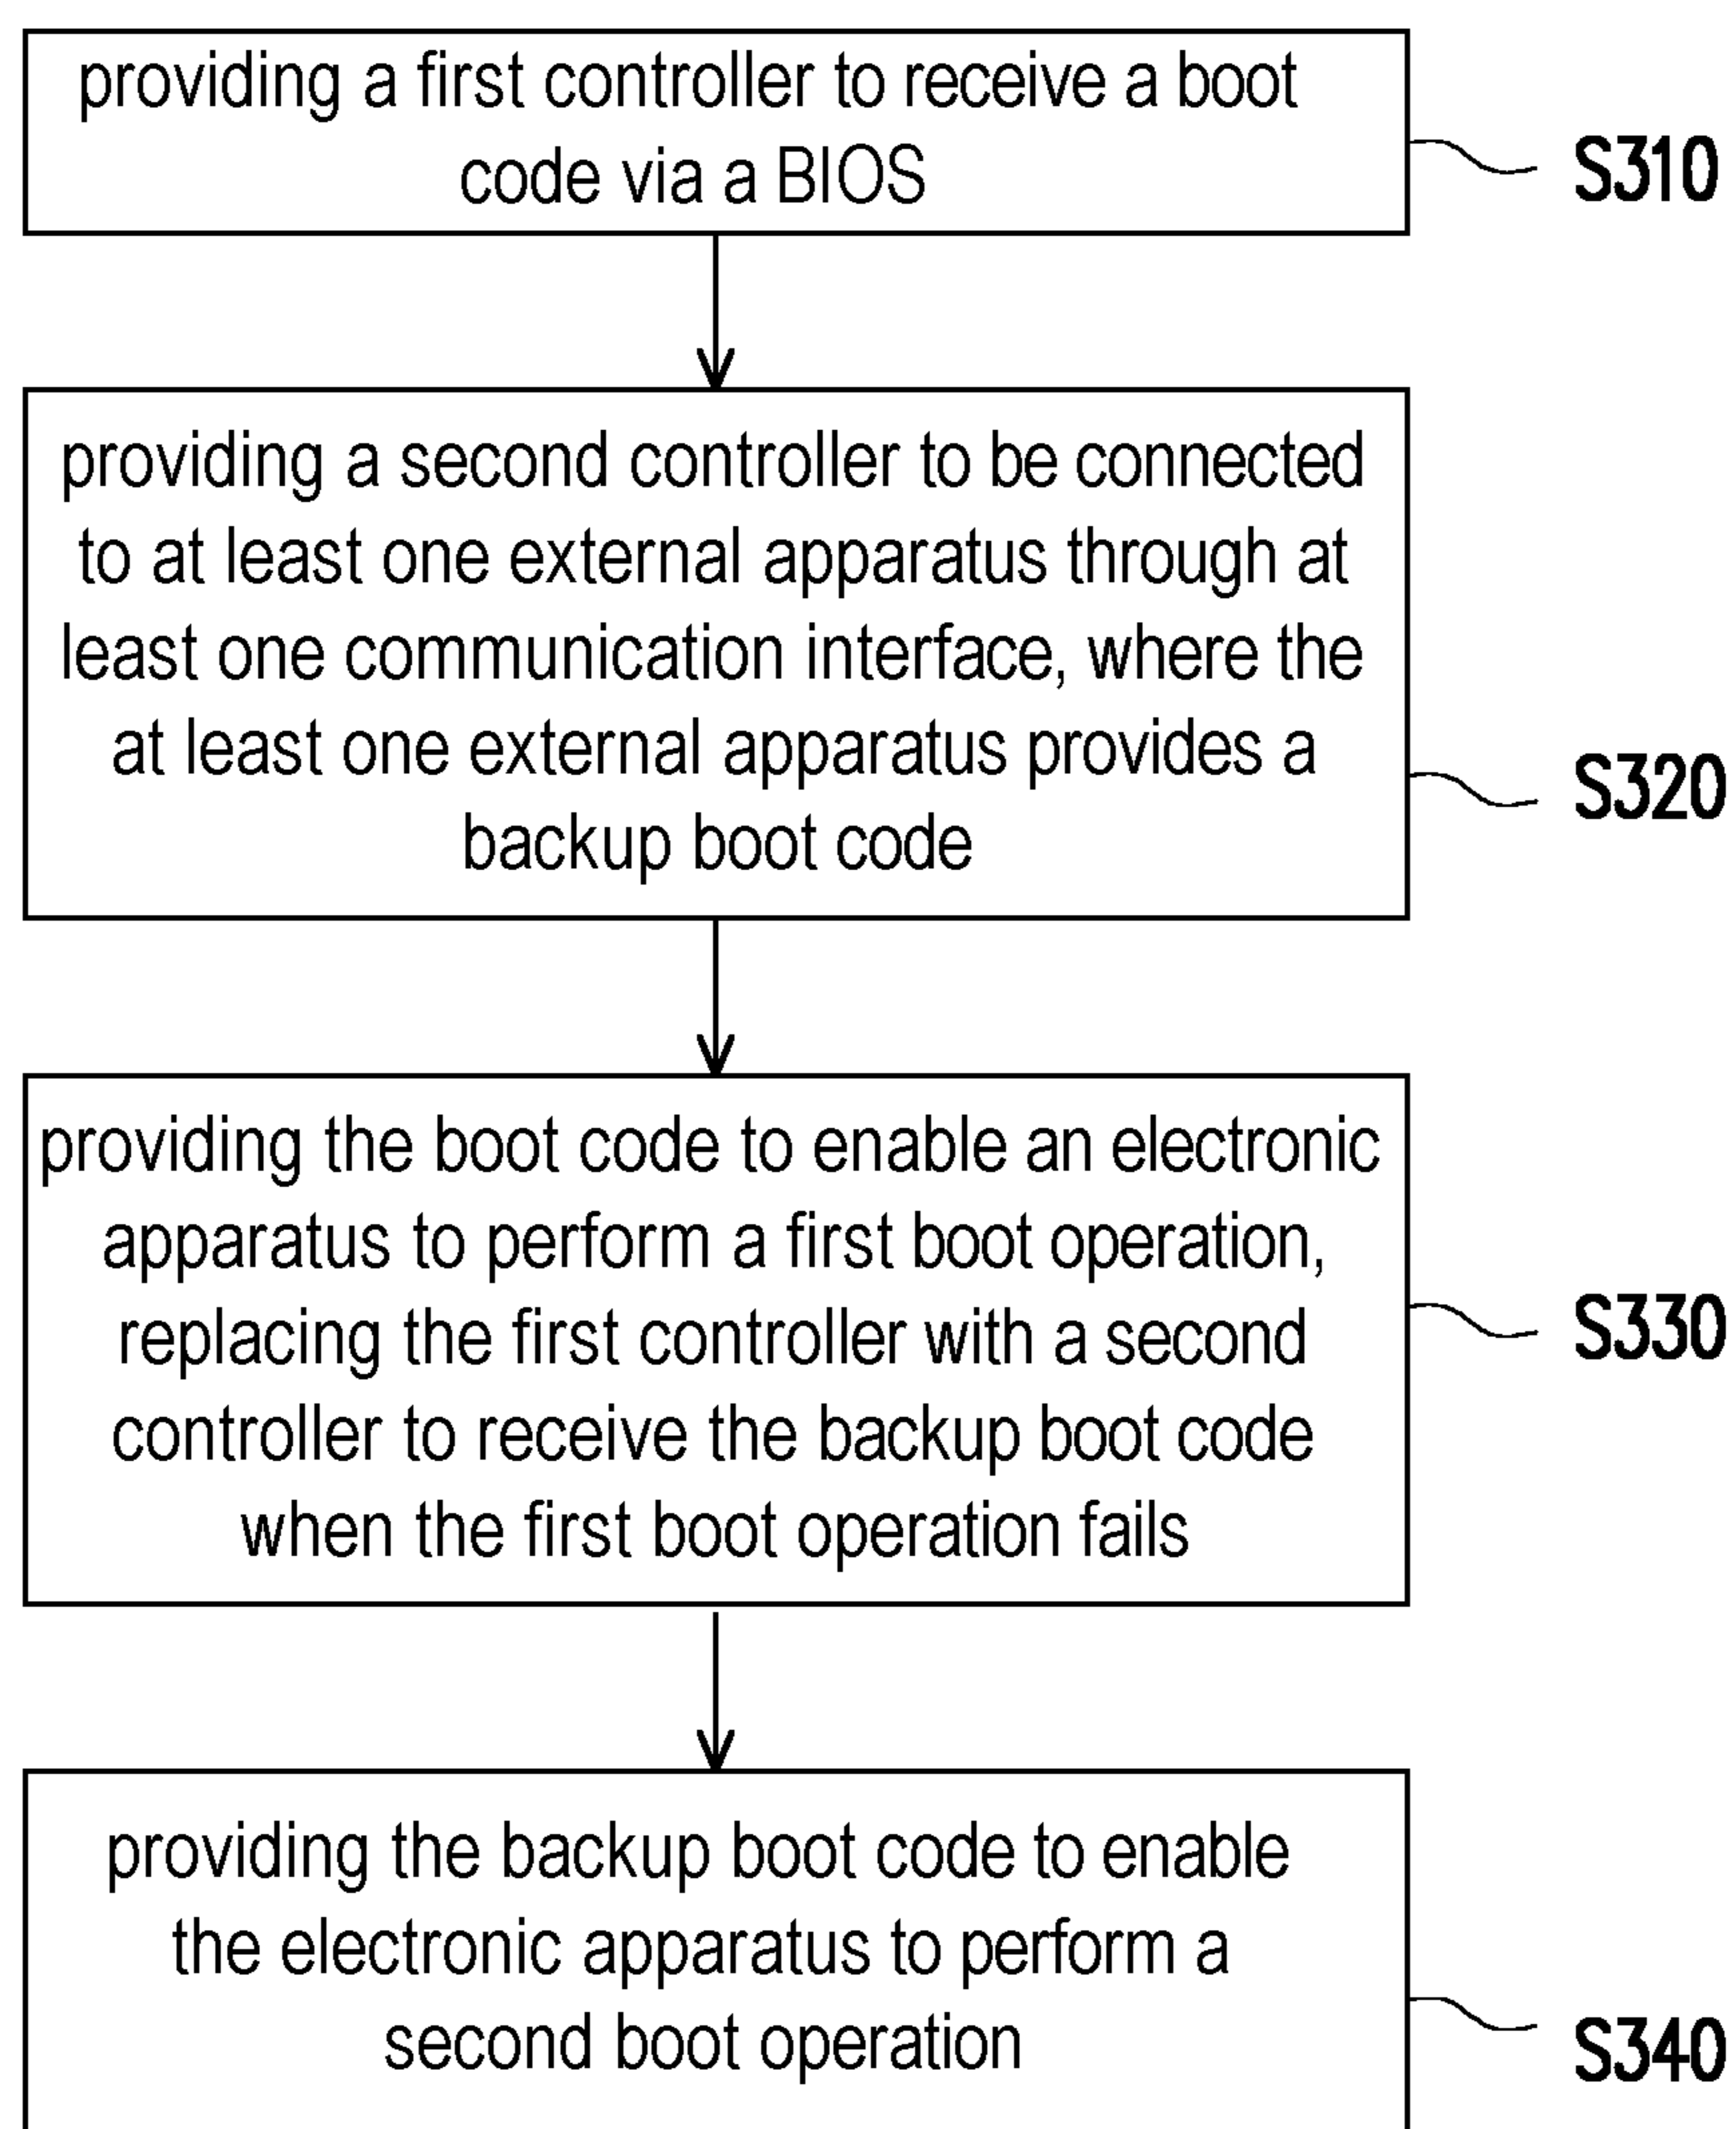 providing a first controller to receive a boot
code via a BIOS
S310
providing a second controller to be connected
to at least one external apparatus through at
least one communication interface, where the
at least one external apparatus provides a
backup boot code
S320
providing the boot code to enable an electronic
apparatus to perform a first boot operation,
replacing the first controller with a second
controller to receive the backup boot code
when the first boot operation fails
S330
providing the backup boot code to enable
the electronic apparatus to perform a
second boot operation
S340